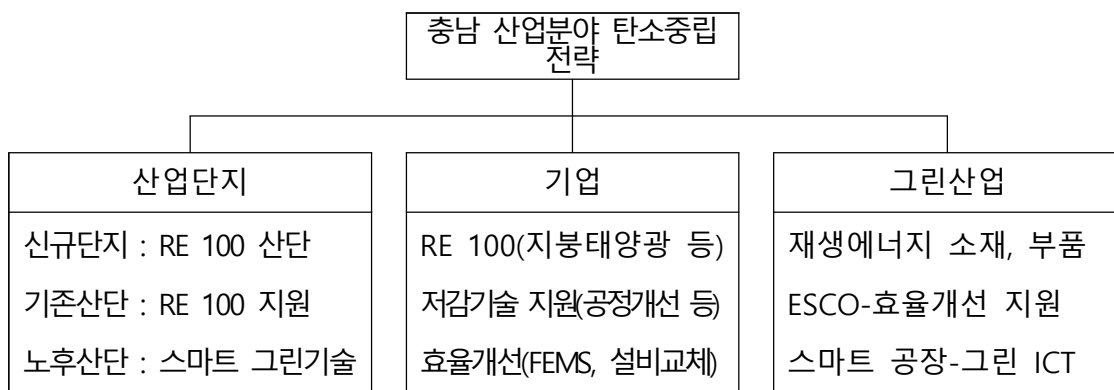 충남 산업분야 탄소중립
전략
산업단지
신규단지 : RE 100 산단
기존산단 : RE 100 지원
노후산단 : 스마트 그린기술
기업
RE 100(지붕태양광 등)
저감기술 지원(공정개선 등)
효율개선(FEMS, 설비교체)
그린산업
재생에너지 소재, 부품
ESCO-효율개선 지원
스마트 공장-그린 ICT